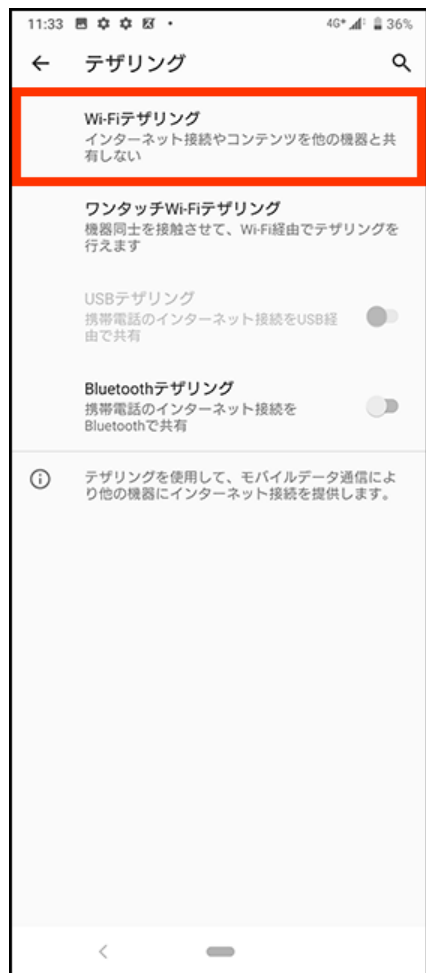 11:33 4G+ 36%
テザリング
Wi-Fiテザリング
インターネット接続やコンテンツを他の機器と共
有しない
ワンタッチWi-Fiテザリング
機器同士を接触させて、Wi-Fi経由でテザリングを
行えます
USBテザリング
携帯電話のインターネット接続をUSB経
由で共有
Bluetoothテザリング
携帯電話のインターネット接続を
Bluetoothで共有
テザリングを使用して、モバイルデータ通信によ
り他の機器にインターネット接続を提供します。